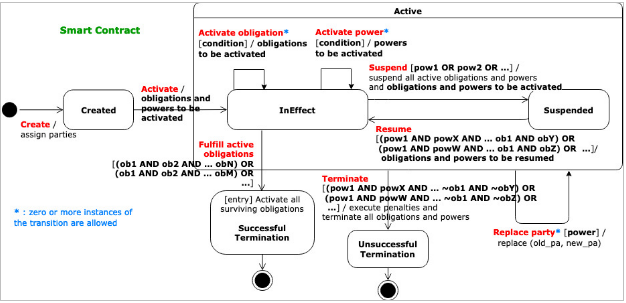 Active
Smart Contract
Activate obligation*
[condition] / obligations
to be activated
Activate power*
[condition] / powers
to be activated
Suspend [pow1 OR pow2 OR ...] /
suspend all active obligations and powers
and obligations and powers to be activated
Activate /
obligations and
powers to be
activated
Created
InEffect
Suspended
Create /
assign parties
Resume
[(pow1 AND powX AND ... ob1 AND obY) OR
(pow1 AND powW AND ... ob1 AND obZ) OR ...]/
obligations and powers to be resumed
Fulfill active
obligations
[(ob1 AND ob2 AND ... obN) OR
(ob1 AND ob2 AND ... obM) OR
...]
Terminate
[(pow1 AND powX AND ... ~ob1 AND ~obY) OR
(pow1 AND powW AND ... ~ob1 AND ~obZ) OR
...] / execute penalties and
terminate all obligations and powers
* : zero or more instances of
the transition are allowed
[entry] Activate all
surviving obligations
Successful
Termination
Unsuccessful
Termination
Replace party* [power] /
replace (old_pa, new_pa)